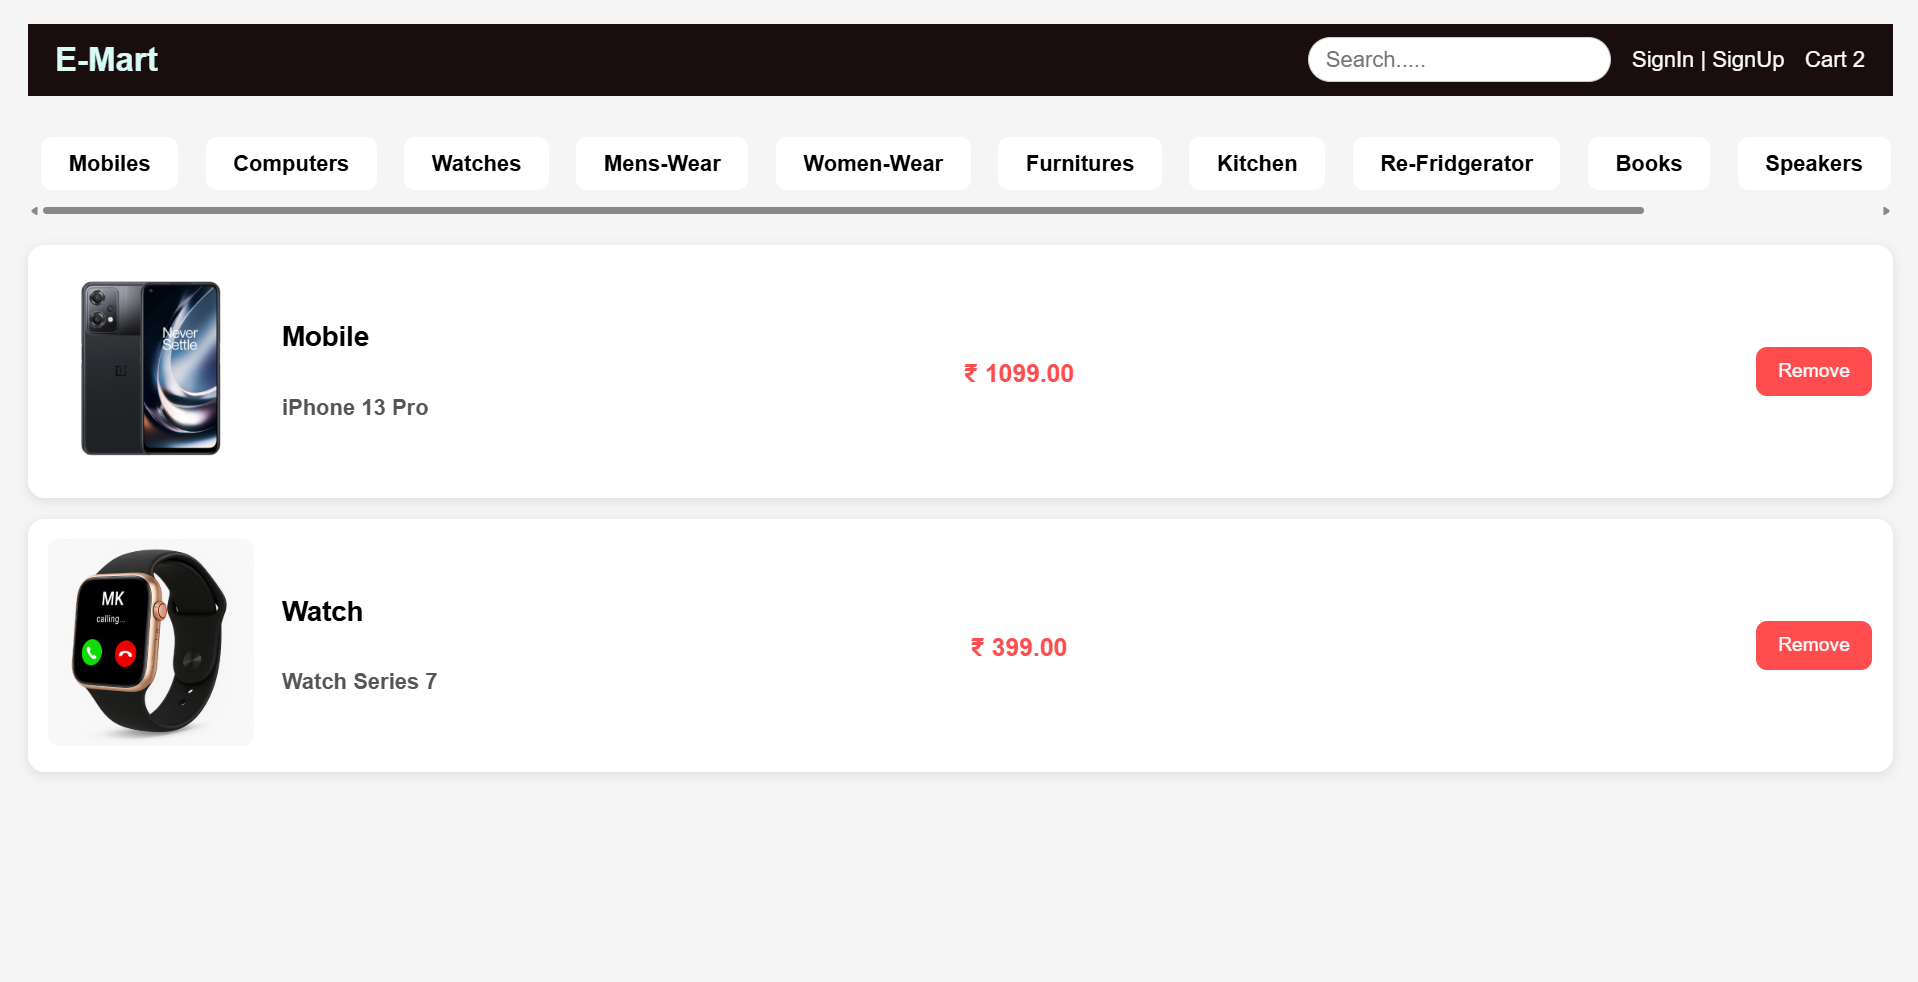 E-Mart
Search.....
SignIn | SignUp
Cart 2
Mobiles
Computers
Watches
Mens-Wear
Women-Wear
Furnitures
Kitchen
Re-Fridgerator
Books
Speakers
Never
Settle
Mobile
iPhone 13 Pro
₹ 1099.00
Remove
MK
calling...
Watch
Watch Series 7
₹ 399.00
Remove